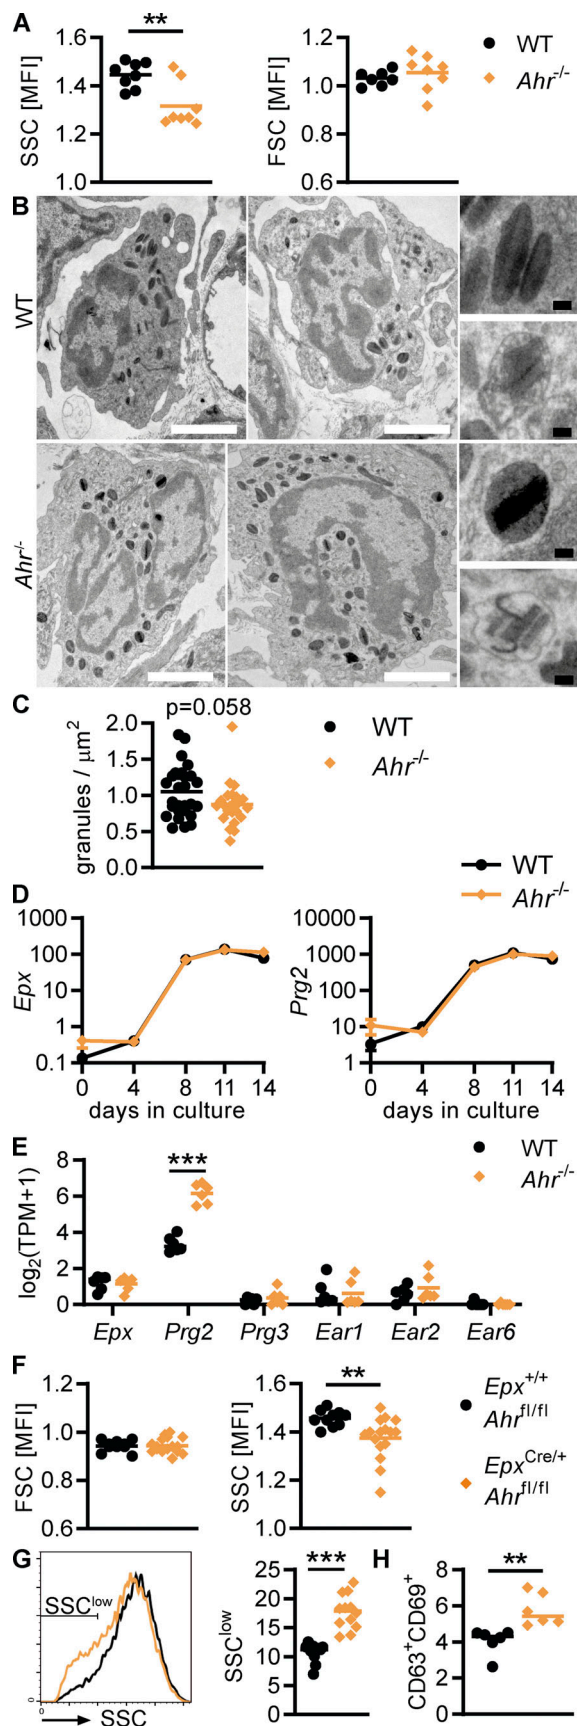 A
SSC [MFI]
1.6
1.4
1.2
1.0
**
FSC [MFI]
1.2
1.0
0.8
0.6
WT
Ahr-/-
B
WT
Ahr-/-
C
granules / μm2
2.0
1.5
1.0
0.5
0.0
p=0.058
WT
Ahr-/-
WT
Ahr-/-
D
Epx
1000
100
10
1
0.1
0 4 8 11 14
days in culture
Prg2
10000
1000
100
10
1
0 4 8 11 14
days in culture
E
WT
Ahr-/-
log2(TPM+1)
8
6
4
2
0
***
Epx Prg2 Prg3 Ear1 Ear2 Ear6
F
FSC [MFI]
1.2
1.0
0.8
0.6
SSC [MFI]
1.6
1.4
1.2
1.0
**
Epx+/+
Ahrfl/fl
EpxCre/+
Ahrfl/fl
G
SSClow
0
0
SSC
SSClow
25
20
15
10
5
0
***
H
CD63+CD69+
8
6
4
2
0
**